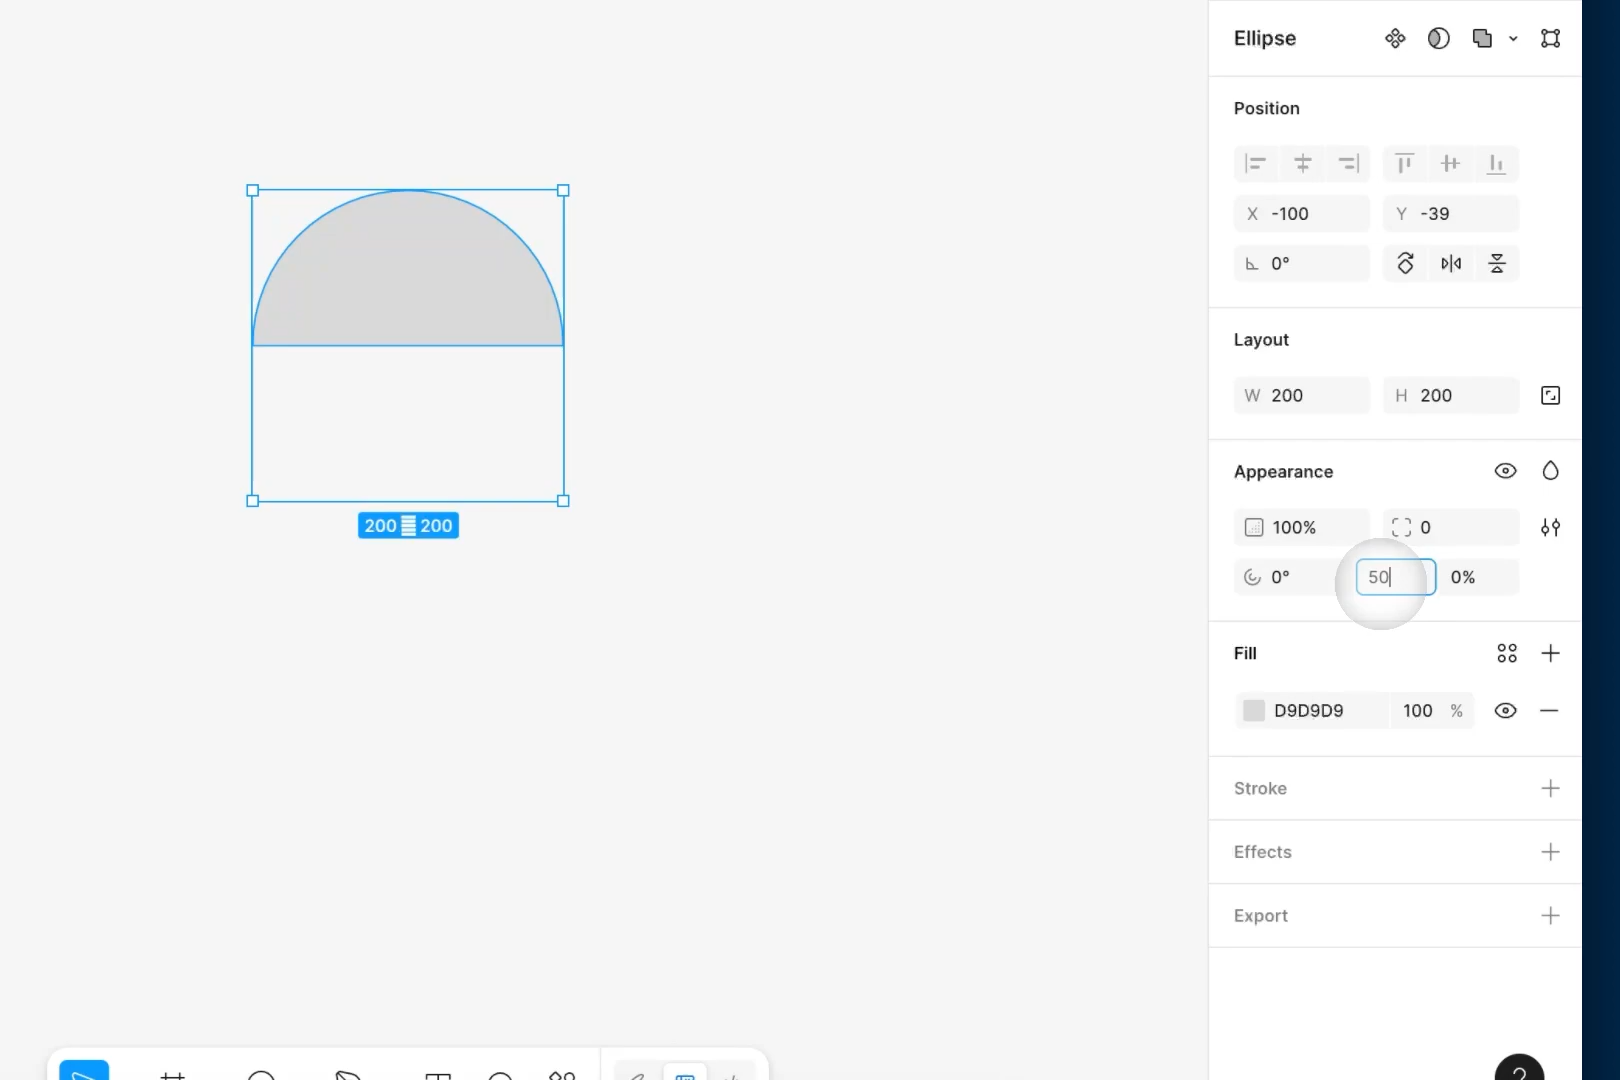 Ellipse
Position
X -100
Y -39
0°
Layout
W 200
H 200
Appearance
100%
0
0°
50
0%
Fill
D9D9D9 100 %
Stroke
Effects
Export
200 200
?